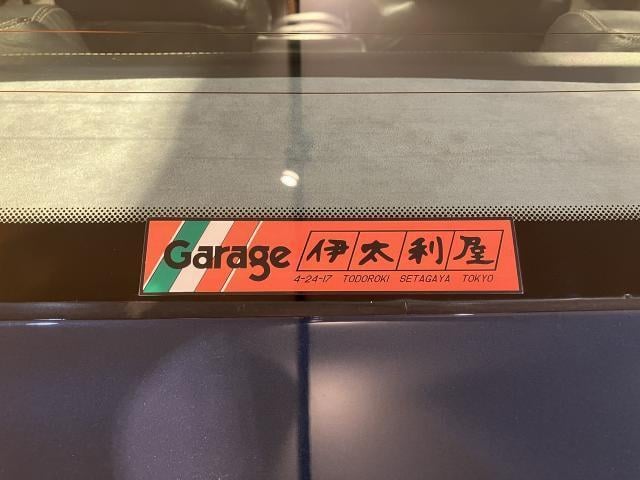 Garage 伊太利屋
4-24-17 TODOROKI SETAGAYA TOKYO